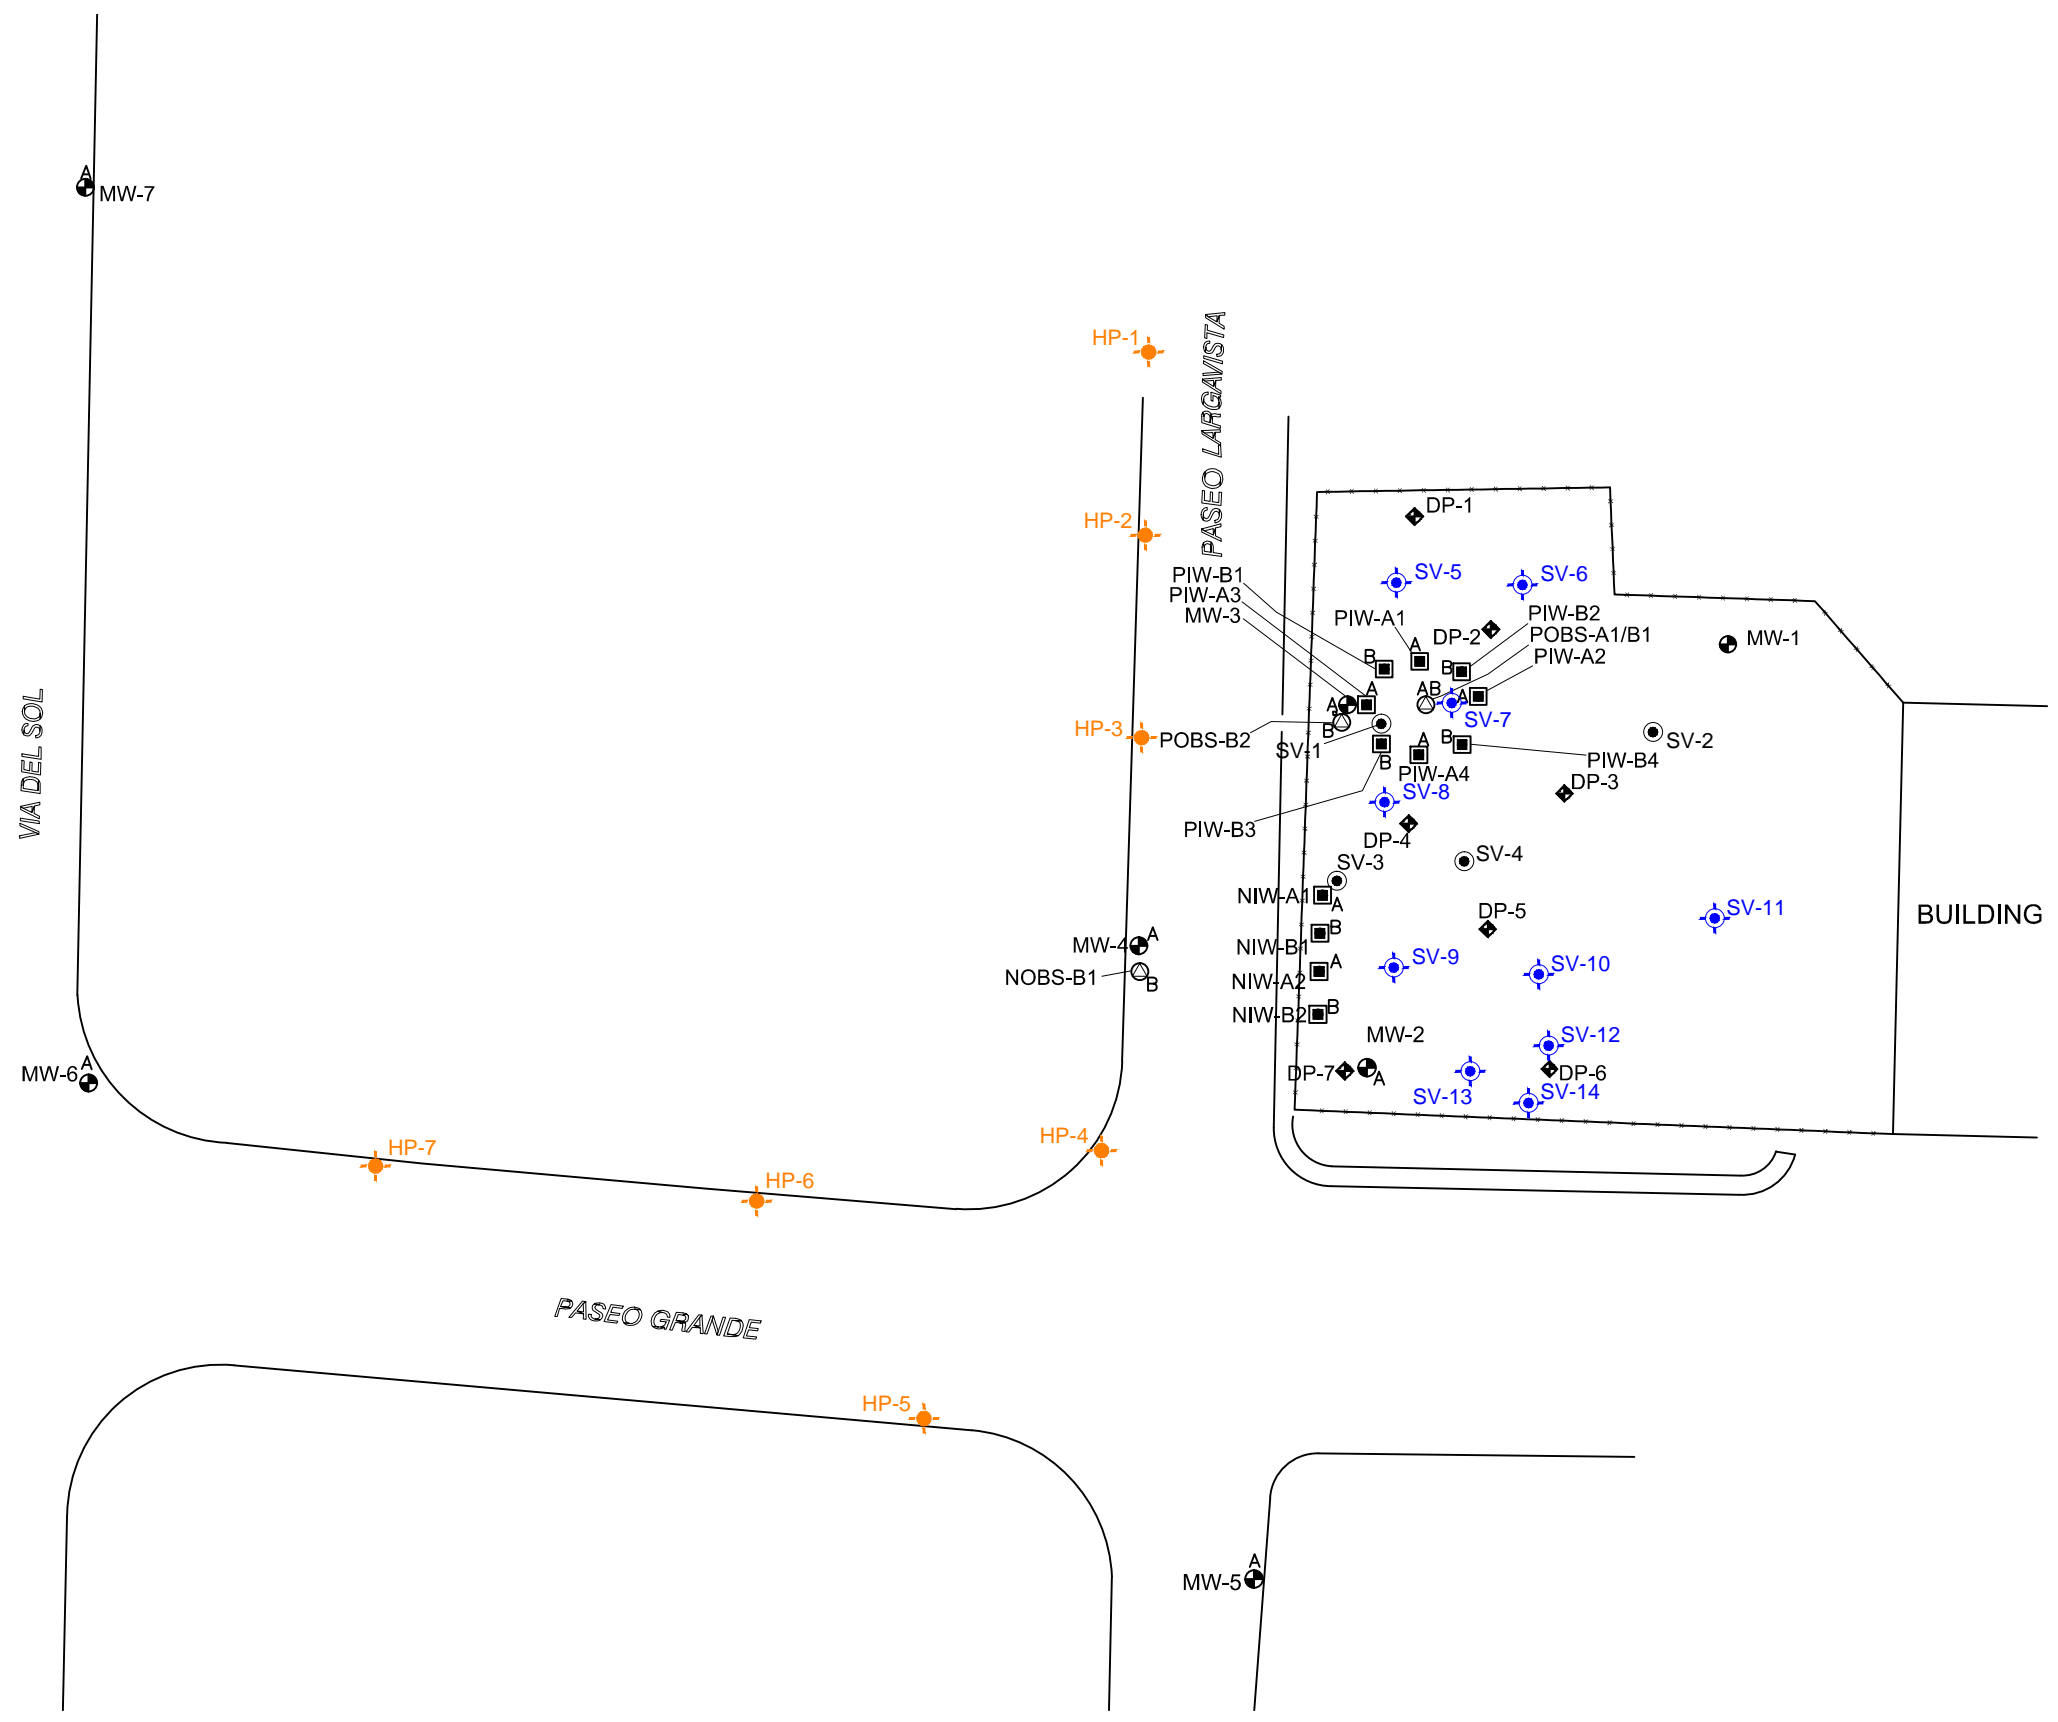 A
MW-7
HP-1
PASEO LARGAVISTA
HP-2
DP-1
PIW-B1
PIW-A3
MW-3
SV-5
SV-6
PIW-A1
DP-2
PIW-B2
POBS-A1/B1
PIW-A2
MW-1
A
B
B
A
A B
A
A
B
HP-3
POBS-B2
SV-1
SV-7
SV-2
B
A
B
PIW-A4
PIW-B4
DP-3
VIA DEL SOL
SV-8
PIW-B3
DP-4
SV-3
SV-4
NIW-A1
A
DP-5
SV-11
BUILDING
MW-4
A
NIW-B1
B
NOBS-B1
B
NIW-A2
A
SV-9
SV-10
NIW-B2
B
MW-2
A
SV-12
MW-6
A
DP-7
DP-6
SV-13
SV-14
HP-4
HP-7
HP-6
PASEO GRANDE
HP-5
A
MW-5